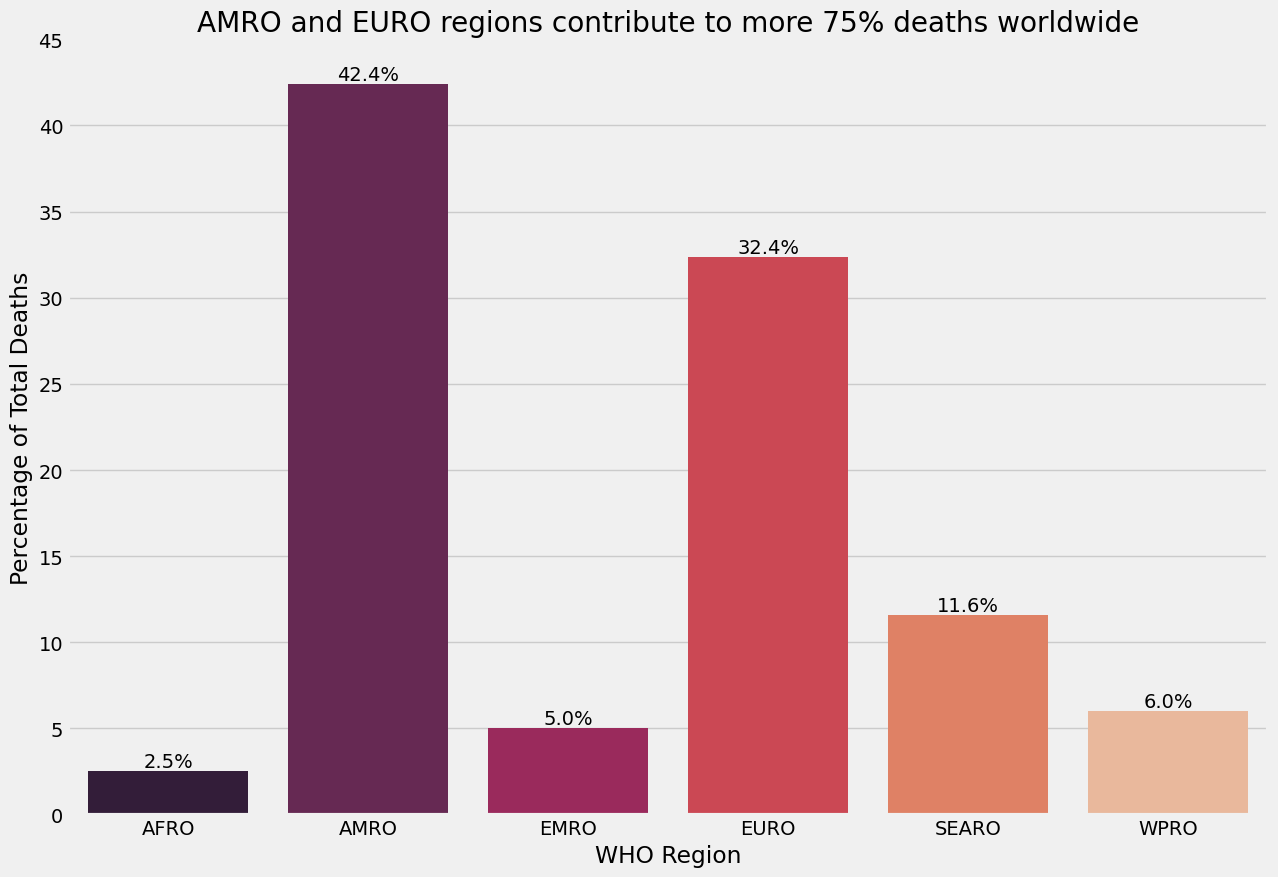 AMRO and EURO regions contribute to more 75% deaths worldwide
45
40
35
30
25
20
15
10
5
0
Percentage of Total Deaths
2.5%
42.4%
5.0%
32.4%
11.6%
6.0%
AFRO
AMRO
EMRO
EURO
SEARO
WPRO
WHO Region